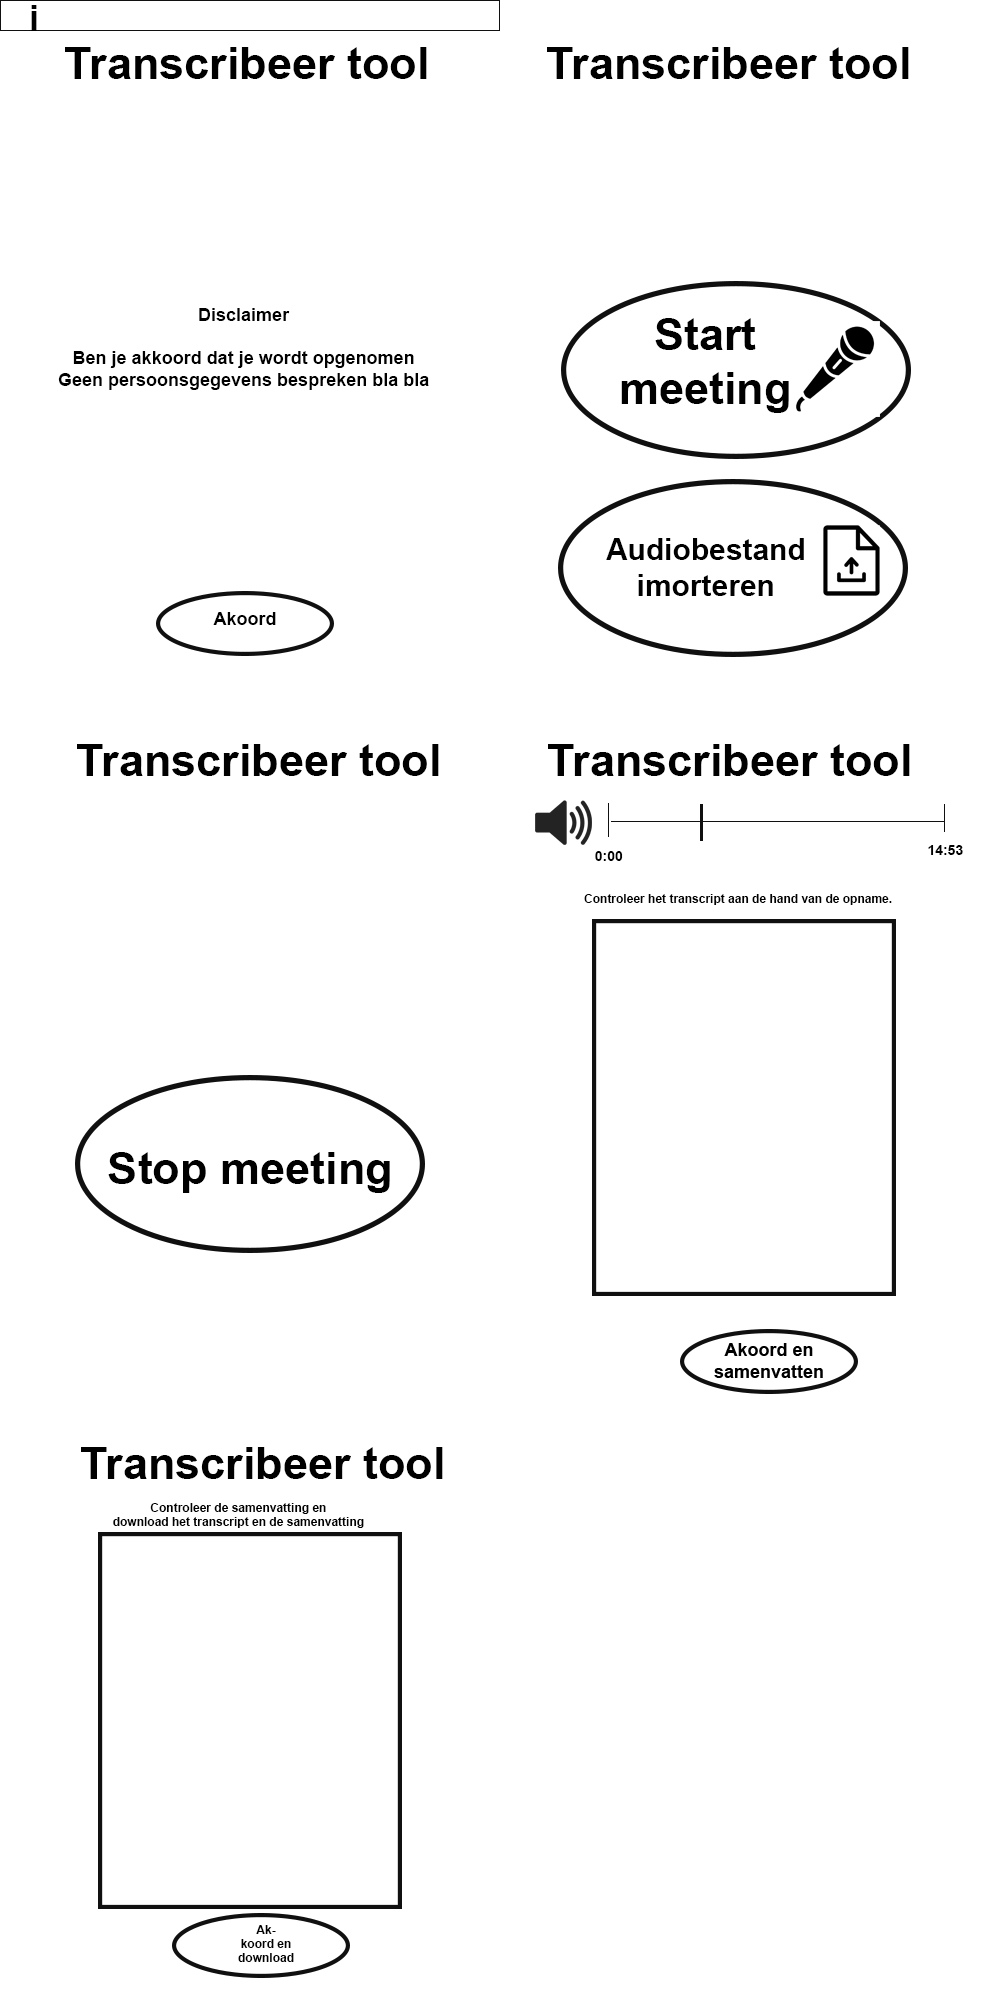 i
Transcribeer tool
Disclaimer
Ben je akkoord dat je wordt opgenomen
Geen persoonsgegevens bespreken bla bla
Akoord
Transcribeer tool
Start
meeting
Audiobestand
imorteren
Transcribeer tool
Stop meeting
Transcribeer tool
0:00
14:53
Controleer het transcript aan de hand van de opname.
Akoord en
samenvatten
Transcribeer tool
Controleer de samenvatting en
download het transcript en de samenvatting
Ak-
koord en
download